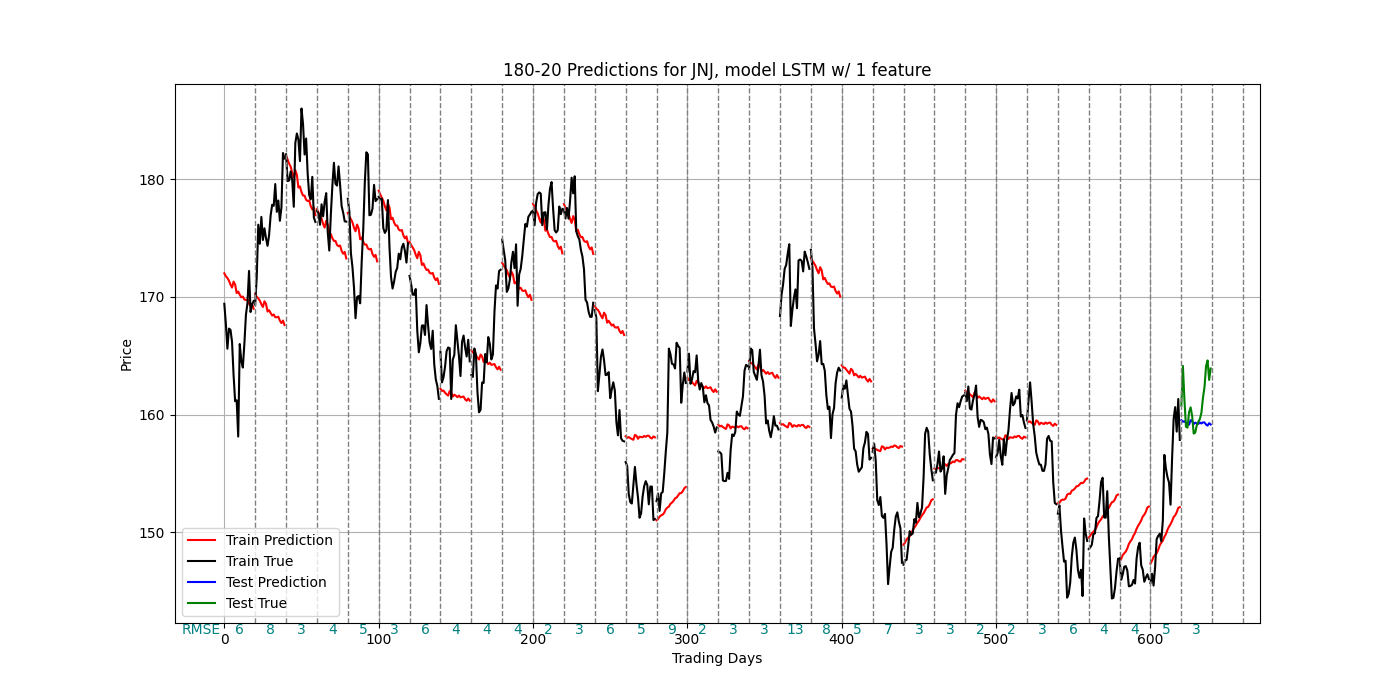 180-20 Predictions for JNJ, model LSTM w/ 1 feature
Price
180
170
160
150
Train Prediction
Train True
Test Prediction
Test True
RMSE 6 8 3 4 5 3 6 4 4 4 2 3 6 5 9 2 3 3 13 8 5 7 3 3 2 2 3 6 4 4 5 3
0 100 200 300 400 500 600
Trading Days